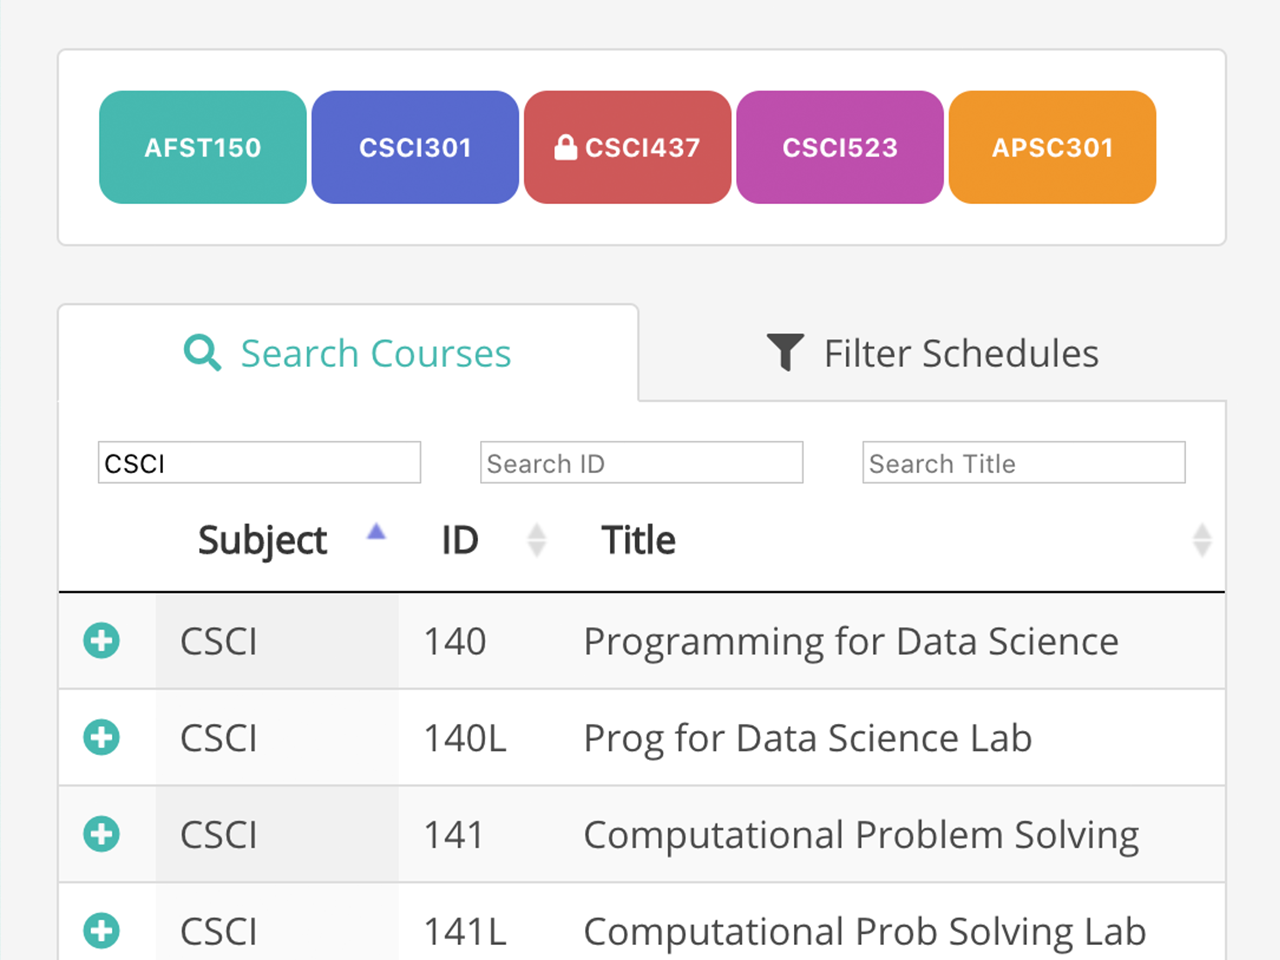 AFST150 CSCI301 CSCI437 CSCI523 APSC301
Search Courses Filter Schedules
CSCI Search ID Search Title
Subject ID Title
CSCI 140 Programming for Data Science
CSCI 140L Prog for Data Science Lab
CSCI 141 Computational Problem Solving
CSCI 141L Computational Prob Solving Lab